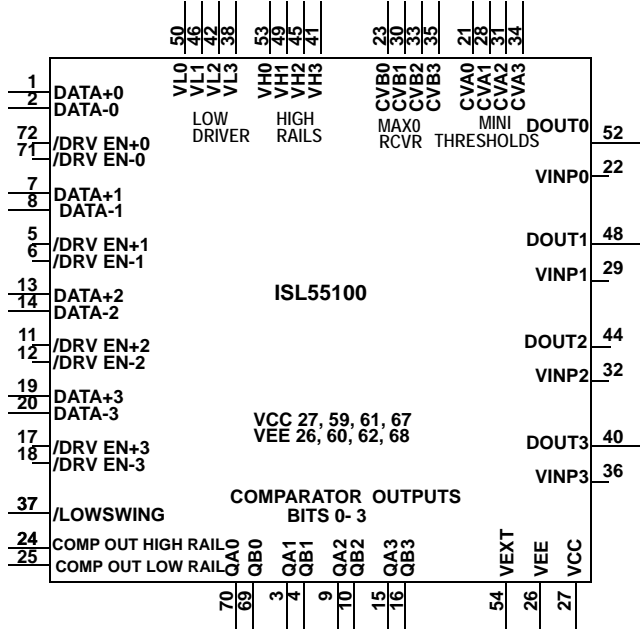 50 46 42 38 53 49 45 41 23 30 33 35 21 28 31 34
VL0 VL1 VL2 VL3 VH0 VH1 VH2 VH3 CVB0 CVB1 CVB2 CVB3 CVA0 CVA1 CVA2 CVA3
LOW HIGH MAX0 MINI
DRIVER RAILS RCVR THRESHOLDS
1 DATA+0
2 DATA-0
DOUT0 52
72 /DRV EN+0
71 /DRV EN-0
VINP0 22
7 DATA+1
8 DATA-1
5 /DRV EN+1
DOUT1 48
6 /DRV EN-1
VINP1 29
13 DATA+2
14 DATA-2
ISL55100
11 /DRV EN+2
DOUT2 44
12 /DRV EN-2
VINP2 32
19 DATA+3
20 DATA-3
VCC 27, 59, 61, 67
VEE 26, 60, 62, 68
17 /DRV EN+3
DOUT3 40
18 /DRV EN-3
VINP3 36
COMPARATOR OUTPUTS
BITS 0- 3
37 /LOWSWING
24 COMP OUT HIGH RAIL
25 COMP OUT LOW RAIL
QA0 QB0 QA1 QB1 QA2 QB2 QA3 QB3 VEXT VEE VCC
70 69 3 4 9 10 15 16 54 26 27